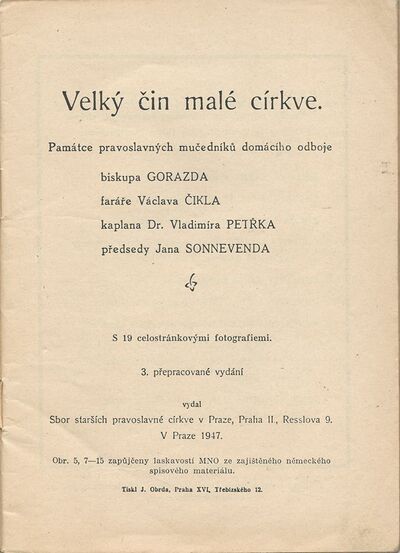 Velký čin malé církve.
Památce pravoslavných mučedníků domácího odboje
biskupa GORAZDA
faráře Václava ČIKLA
kaplana Dr. Vladimíra PETŘKA
předsedy Jana SONNEVENDA
S 19 celostránkovými fotografiemi.
3. přepracované vydání
vydal
Sbor starších pravoslavné církve v Praze, Praha II., Resslova 9.
V Praze 1947.
Obr. 5, 7—15 zapůjčeny laskavostí MNO ze zajištěného německého
spisového materiálu.
Tiskl J. Obrda, Praha XVI, Třebízského 12.